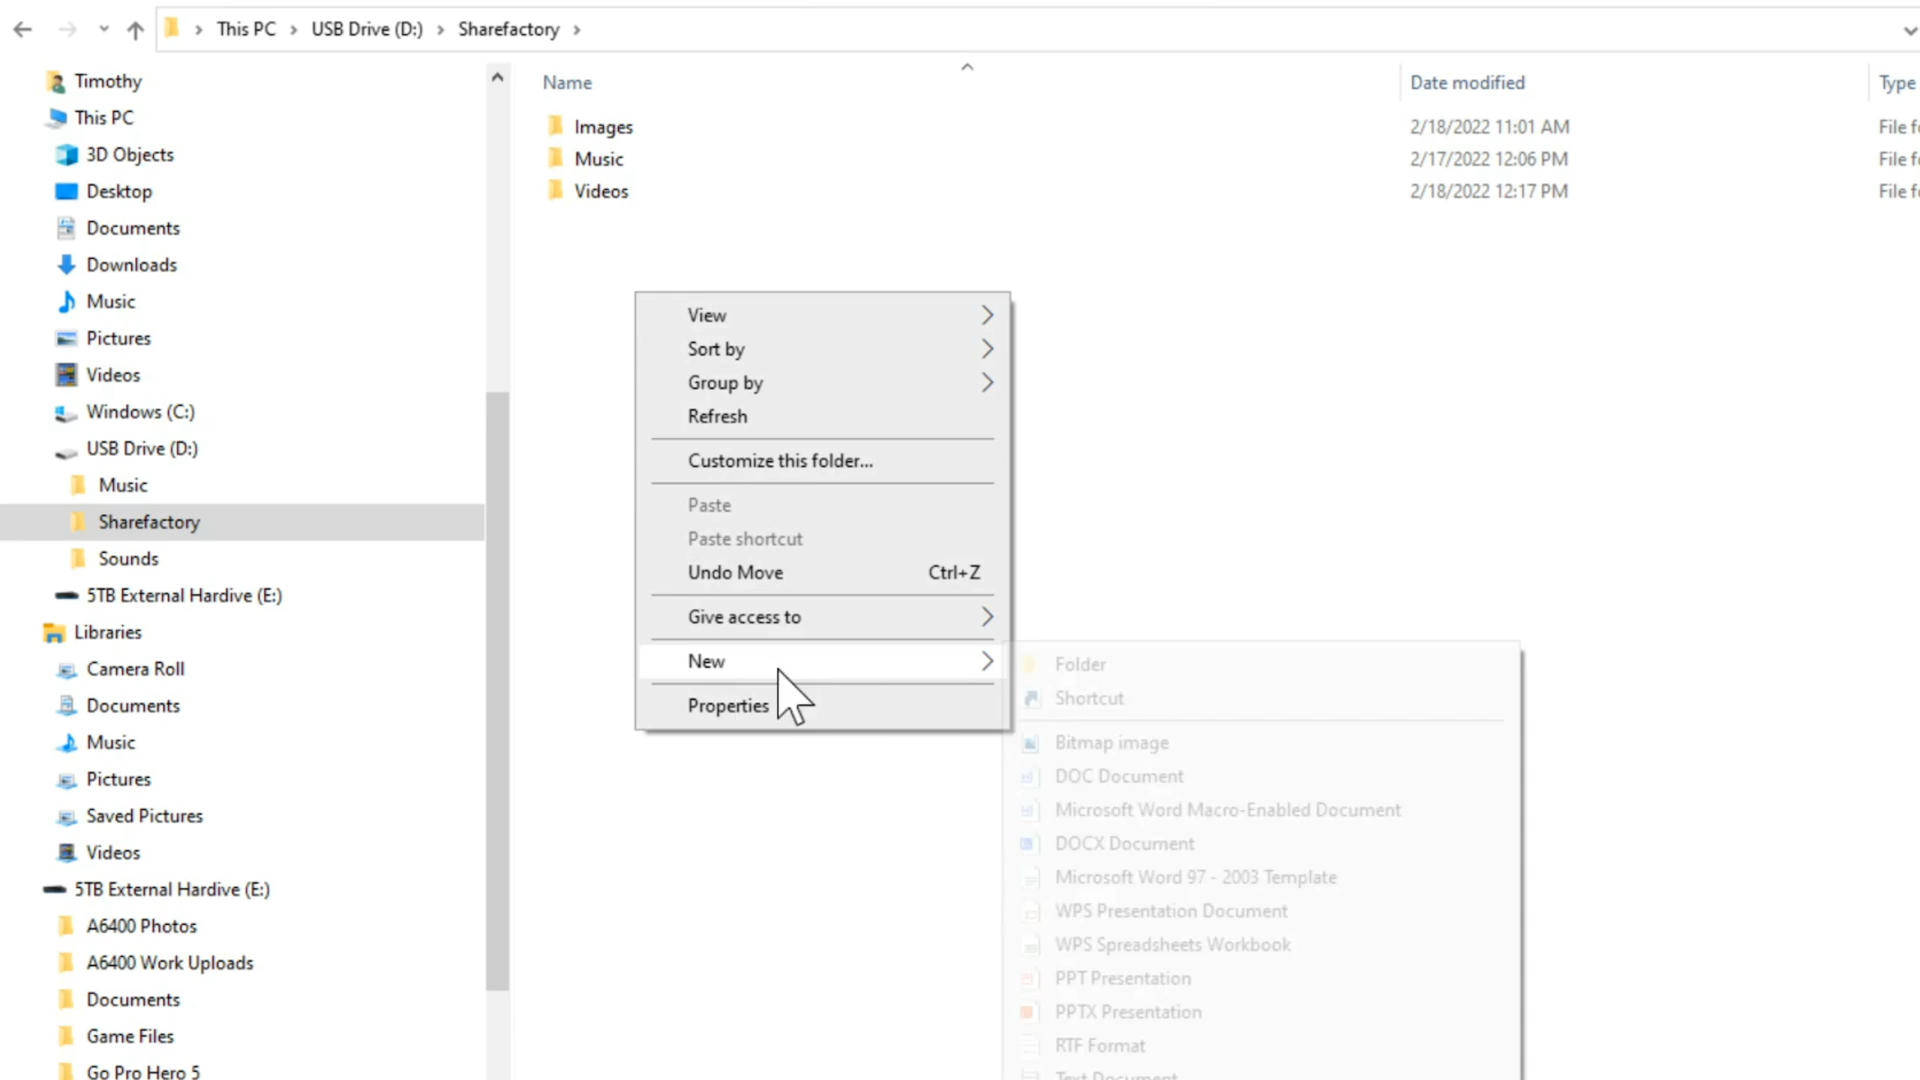 This PC
USB Drive (D:)
Sharefactory
Timothy
This PC
3D Objects
Desktop
Documents
Downloads
Music
Pictures
Videos
Windows (C:)
USB Drive (D:)
Music
Sharefactory
Sounds
5TB External Hardive (E:)
Libraries
Camera Roll
Documents
Music
Pictures
Saved Pictures
Videos
5TB External Hardive (E:)
A6400 Photos
A6400 Work Uploads
Documents
Game Files
Go Pro Hero 5
Name Date modified Type
Images 2/18/2022 11:01 AM File fo
Music 2/17/2022 12:06 PM File fo
Videos 2/18/2022 12:17 PM File fo
View
Sort by
Group by
Refresh
Customize this folder...
Paste
Paste shortcut
Undo Move Ctrl+Z
Give access to
New
Properties
Folder
Shortcut
Bitmap image
DOC Document
Microsoft Word Macro-Enabled Document
DOCX Document
Microsoft Word 97 - 2003 Template
WPS Presentation Document
WPS Spreadsheets Workbook
PPT Presentation
PPTX Presentation
RTF Format
Text Document